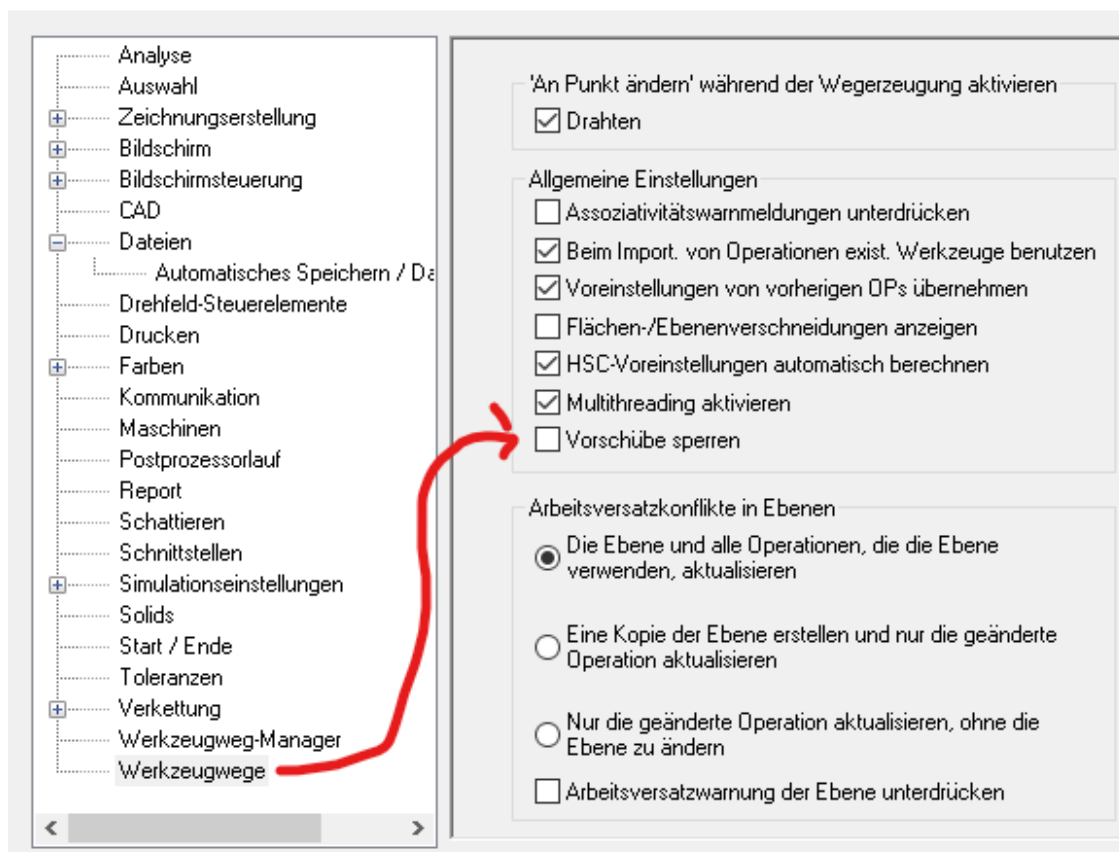 Analyse
Auswahl
Zeichnungserstellung
Bildschirm
Bildschirmsteuerung
CAD
Dateien
Automatisches Speichern / Da
Drehfeld-Steuerelemente
Drucken
Farben
Kommunikation
Maschinen
Postprozessorlauf
Report
Schattieren
Schnittstellen
Simulationseinstellungen
Solids
Start / Ende
Toleranzen
Verkettung
Werkzeugweg-Manager
Werkzeugwege
'An Punkt ändern' während der Wegerzeugung aktivieren
Drahten
Allgemeine Einstellungen
Assoziativitätswarnmeldungen unterdrücken
Beim Import. von Operationen exist. Werkzeuge benutzen
Voreinstellungen von vorherigen OPs übernehmen
Flächen-/Ebenenverschneidungen anzeigen
HSC-Voreinstellungen automatisch berechnen
Multithreading aktivieren
Vorschübe sperren
Arbeitsversatzkonflikte in Ebenen
Die Ebene und alle Operationen, die die Ebene
verwenden, aktualisieren
Eine Kopie der Ebene erstellen und nur die geänderte
Operation aktualisieren
Nur die geänderte Operation aktualisieren, ohne die
Ebene zu ändern
Arbeitsversatzwarnung der Ebene unterdrücken